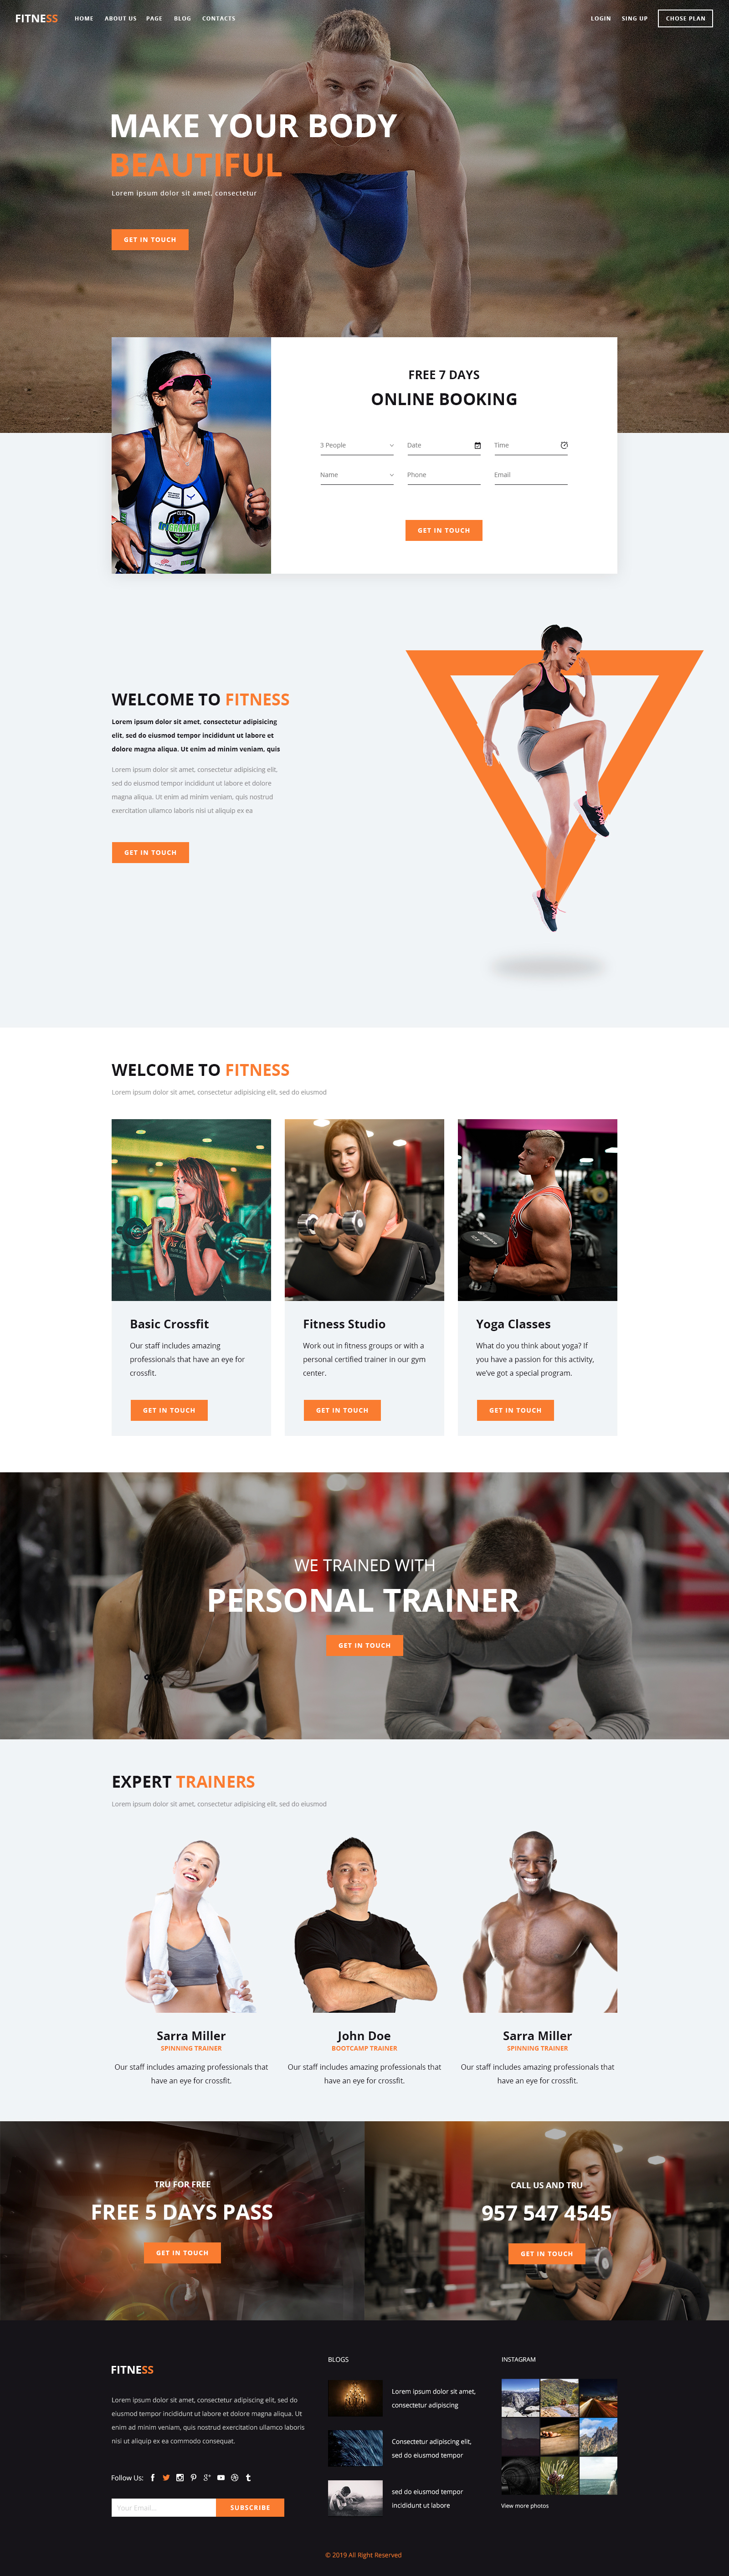 FITNESS HOME ABOUT US PAGE BLOG CONTACTS LOGIN SING UP CHOSE PLAN
MAKE YOUR BODY
BEAUTIFUL
Lorem ipsum dolor sit amet, consectetur
GET IN TOUCH
FREE 7 DAYS
ONLINE BOOKING
3 People Date Time
Name Phone Email
GET IN TOUCH
WELCOME TO FITNESS
Lorem ipsum dolor sit amet, consectetur adipisicing
elit, sed do eiusmod tempor incididunt ut labore et
dolore magna aliqua. Ut enim ad minim veniam, quis
Lorem ipsum dolor sit amet, consectetur adipisicing elit,
sed do eiusmod tempor incididunt ut labore et dolore
magna aliqua. Ut enim ad minim veniam, quis nostrud
exercitation ullamco laboris nisi ut aliquip ex ea
GET IN TOUCH
WELCOME TO FITNESS
Lorem ipsum dolor sit amet, consectetur adipisicing elit, sed do eiusmod
Basic Crossfit
Our staff includes amazing
professionals that have an eye for
crossfit.
GET IN TOUCH
Fitness Studio
Work out in fitness groups or with a
personal certified trainer in our gym
center.
GET IN TOUCH
Yoga Classes
What do you think about yoga? If
you have a passion for this activity,
we've got a special program.
GET IN TOUCH
WE TRAINED WITH
PERSONAL TRAINER
GET IN TOUCH
EXPERT TRAINERS
Lorem ipsum dolor sit amet, consectetur adipisicing elit, sed do eiusmod
Sarra Miller
SPINNING TRAINER
Our staff includes amazing professionals that
have an eye for crossfit.
John Doe
BOOTCAMP TRAINER
Our staff includes amazing professionals that
have an eye for crossfit.
Sarra Miller
SPINNING TRAINER
Our staff includes amazing professionals that
have an eye for crossfit.
TRU FOR FREE
FREE 5 DAYS PASS
GET IN TOUCH
CALL US AND TRU
957 547 4545
GET IN TOUCH
FITNESS
Lorem ipsum dolor sit amet, consectetur adipisicing elit, sed do
eiusmod tempor incididunt ut labore et dolore magna aliqua. Ut
enim ad minim veniam, quis nostrud exercitation ullamco laboris
nisi ut aliquip ex ea commodo consequat.
Follow Us:
Your Email... SUBSCRIBE
BLOGS
Lorem ipsum dolor sit amet,
consectetur adipiscing
Consectetur adipiscing elit,
sed do eiusmod tempor
sed do eiusmod tempor
incididunt ut labore
INSTAGRAM
View more photos
© 2019 All Right Reserved